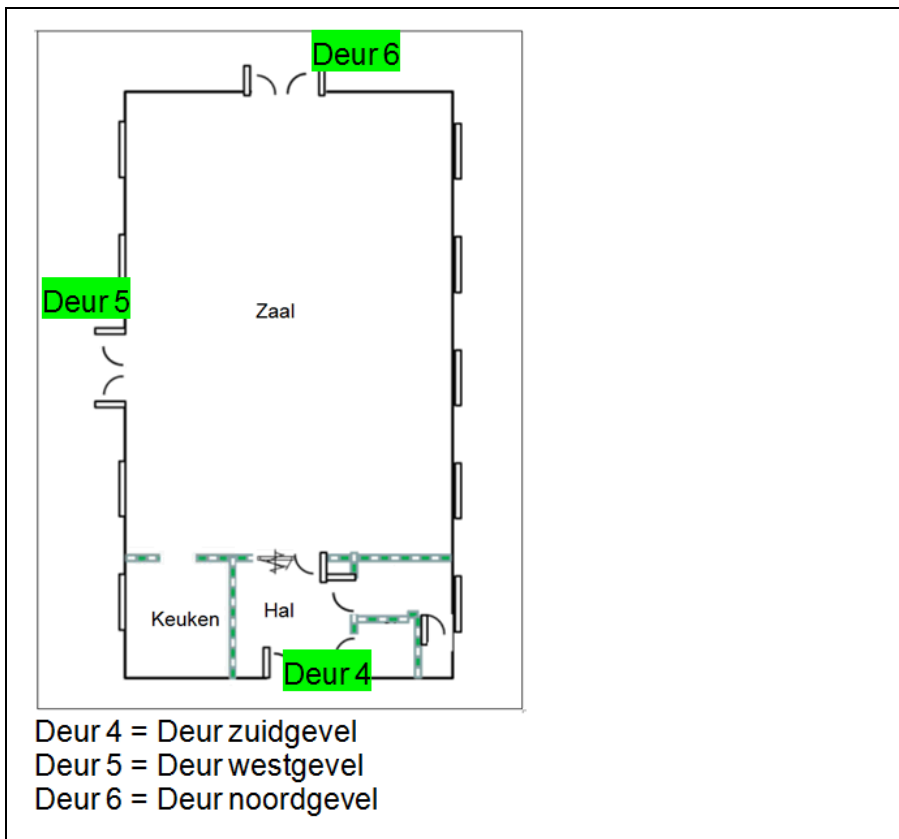 Deur 6
Deur 5
Zaal
Keuken
Hal
Deur 4
Deur 4 = Deur zuidgevel
Deur 5 = Deur westgevel
Deur 6 = Deur noordgevel